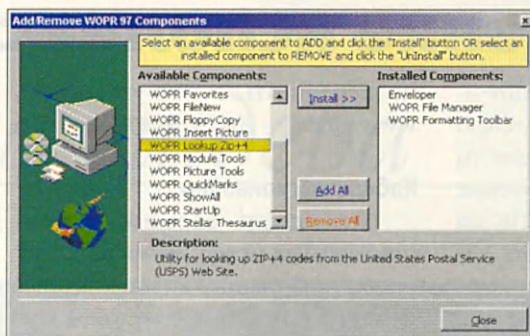 Add Remove WOPR 97 Components
Select an available component to ADD and click the "Install" button OR select an
installed component to REMOVE and click the "UnInstall" button.
Available Components:
WOPR Favorites
WOPR FileNew
WOPR FloppyCopy
WOPR Insert Picture
WOPR Lookup Zip+4
WOPR Module Tools
WOPR Picture Tools
WOPR QuickMarks
WOPR ShowAll
WOPR StartUp
WOPR Stellar Thesaurus
Install >>
Add All
Remove All
Installed Components:
Enveloper
WOPR File Manager
WOPR Formatting Toolbar
Description:
Utility for looking up ZIP+4 codes from the United States Postal Service
(USPS) Web Site.
Close